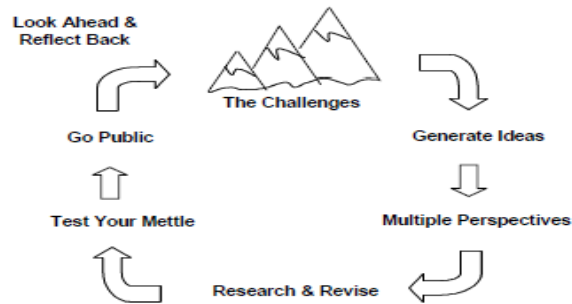 Look Ahead &
Reflect Back
The Challenges
Generate Ideas
Multiple Perspectives
Research & Revise
Test Your Mettle
Go Public